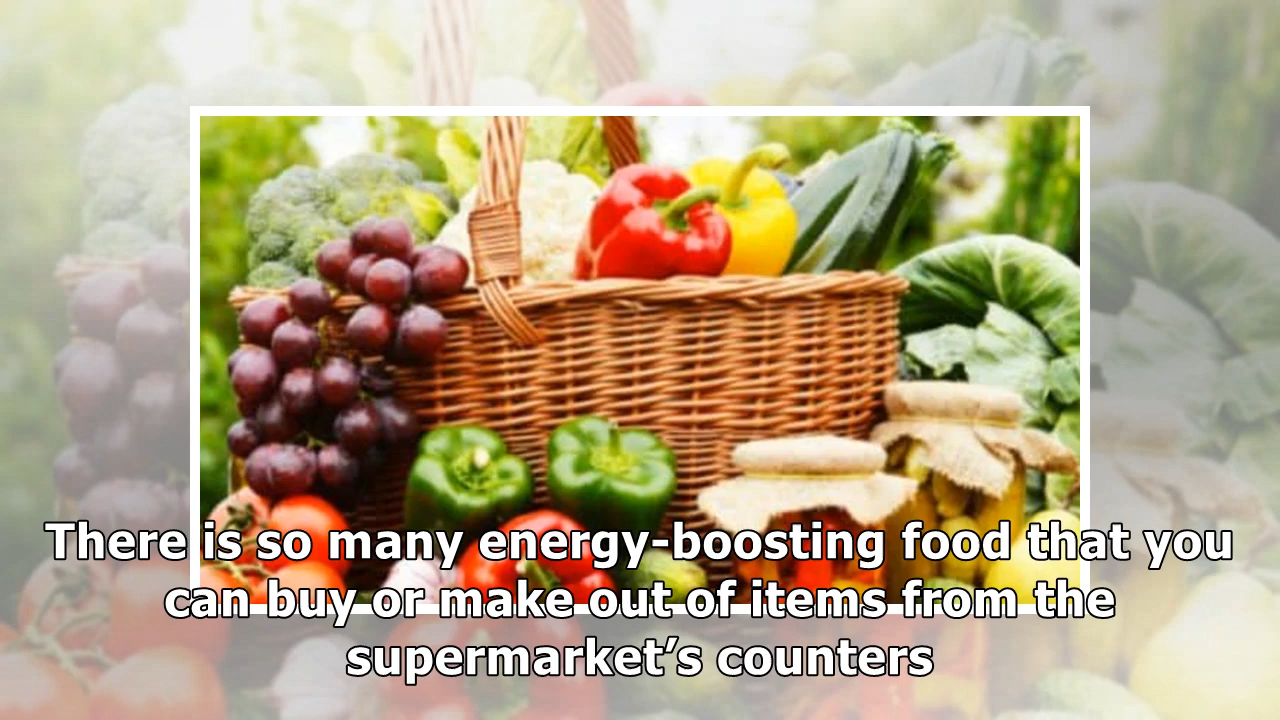 There is so many energy-boosting food that you
can buy or make out of items from the
supermarket’s counters